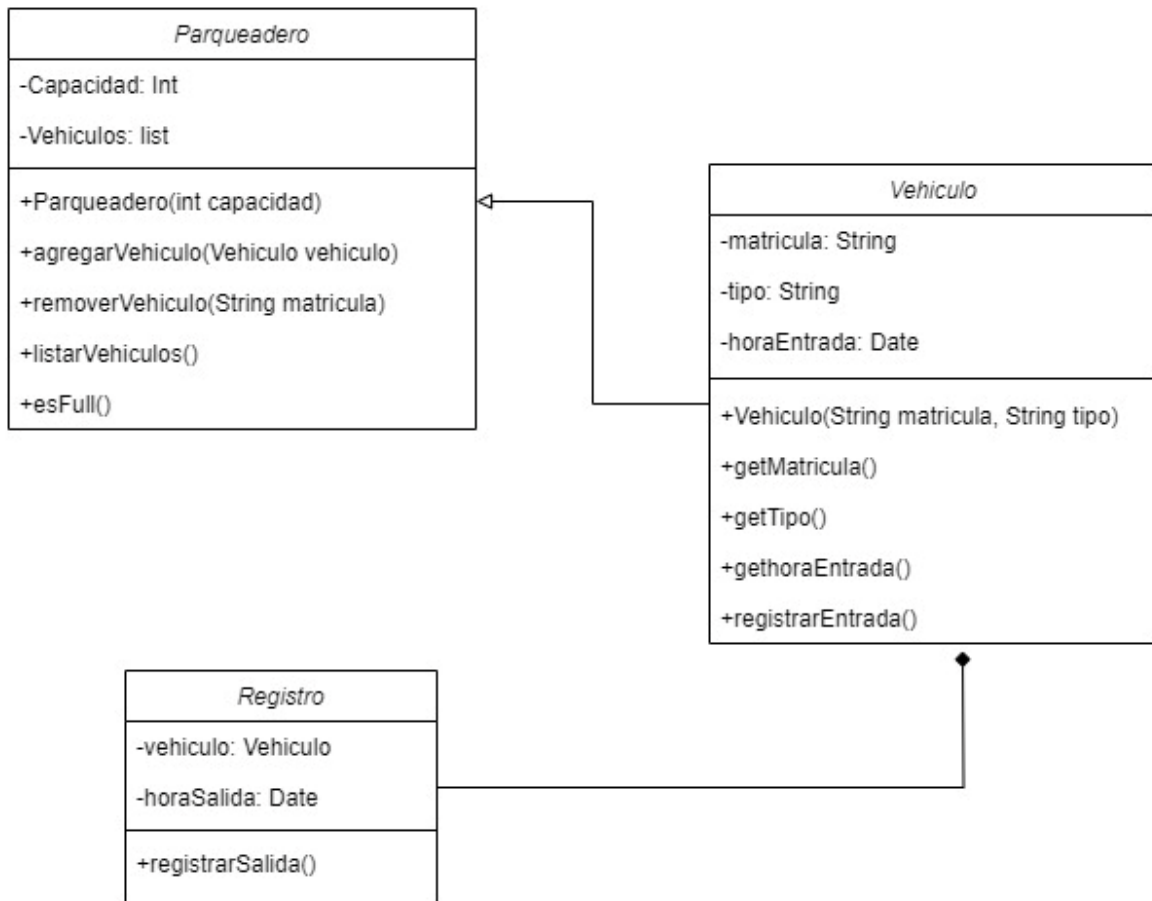 Parqueadero
-Capacidad: Int
-Vehiculos: list
+Parqueadero(int capacidad)
+agregarVehiculo(Vehiculo vehiculo)
+removerVehiculo(String matricula)
+listarVehiculos()
+esFull()
Vehiculo
-matricula: String
-tipo: String
-horaEntrada: Date
+Vehiculo(String matricula, String tipo)
+getMatricula()
+getTipo()
+gethoraEntrada()
+registrarEntrada()
Registro
-vehiculo: Vehiculo
-horaSalida: Date
+registrarSalida()